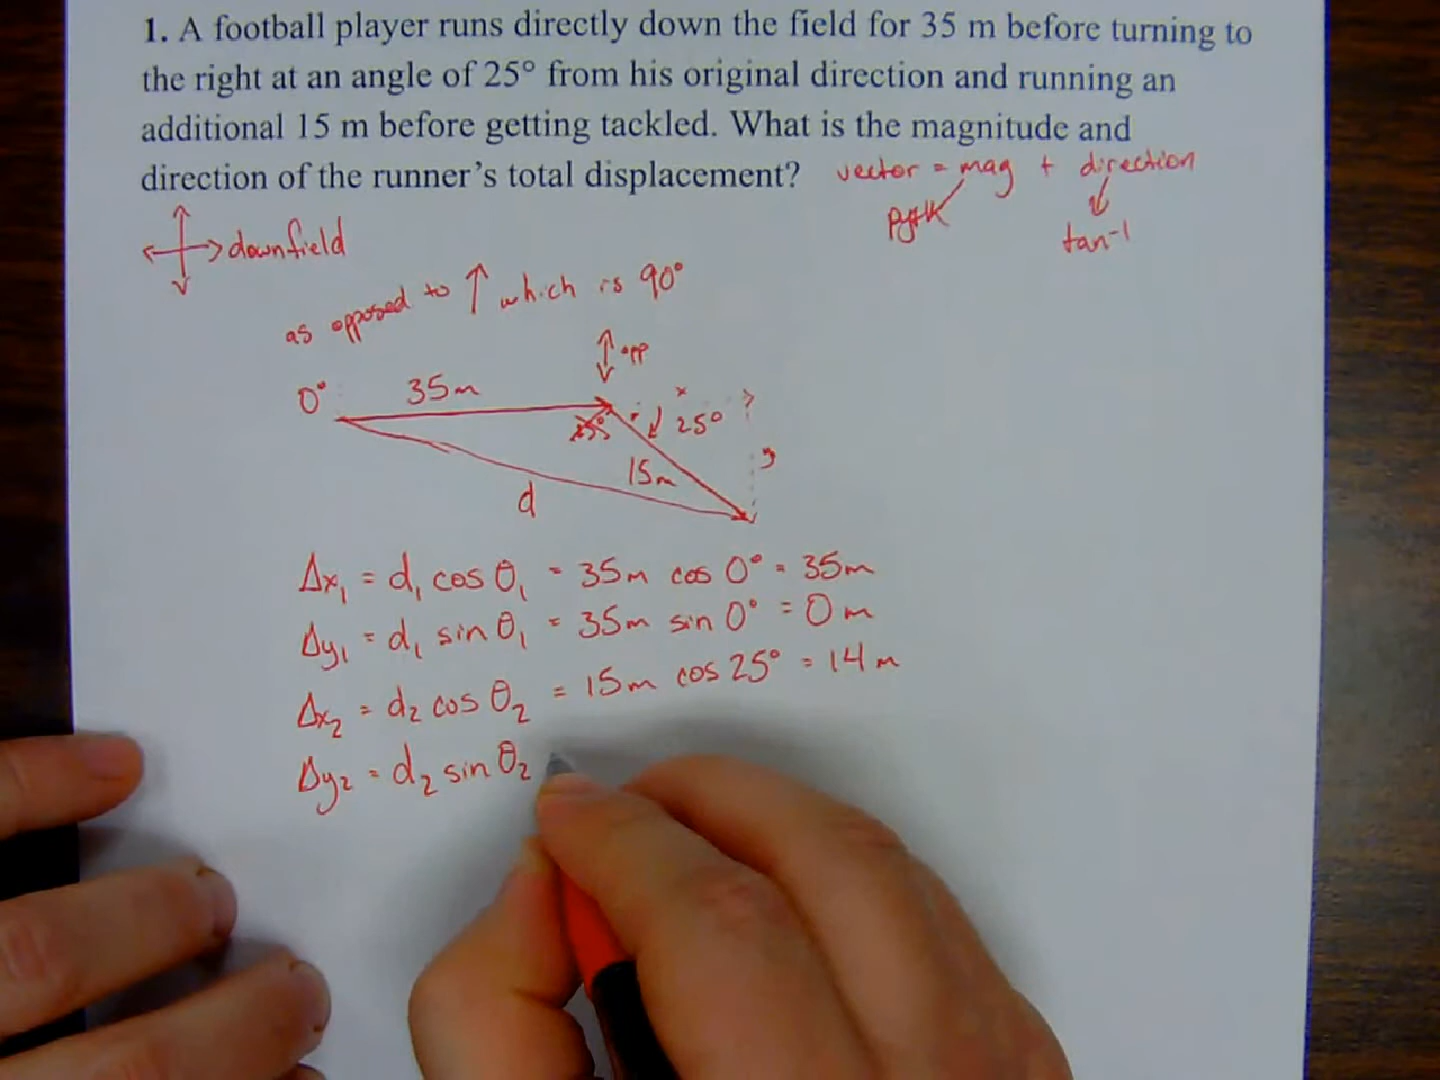 1. A football player runs directly down the field for 35 m before turning to
the right at an angle of 25° from his original direction and running an
additional 15 m before getting tackled. What is the magnitude and
direction of the runner's total displacement? vector = mag + direction
pyth
tan-1
downfield
as opposed to ↑ which is 90°
opp
0° 35m
x
25° ?
15m ?
d
Δx₁ = d₁ cos θ₁ = 35m cos 0° = 35m
Δy₁ = d₁ sin θ₁ = 35m sin 0° = 0m
Δx₂ = d₂ cos θ₂ = 15m cos 25° = 14m
Δy₂ = d₂ sin θ₂